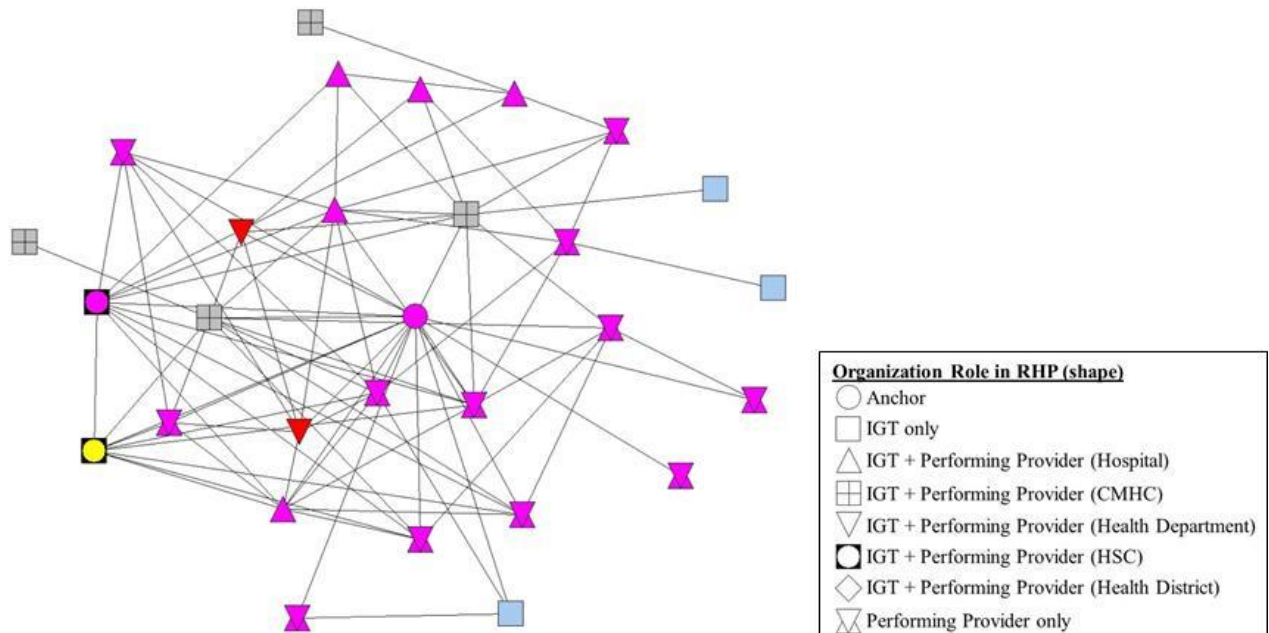 Organization Role in RHP (shape)
Anchor
IGT only
IGT + Performing Provider (Hospital)
IGT + Performing Provider (CMHC)
IGT + Performing Provider (Health Department)
IGT + Performing Provider (HSC)
IGT + Performing Provider (Health District)
Performing Provider only